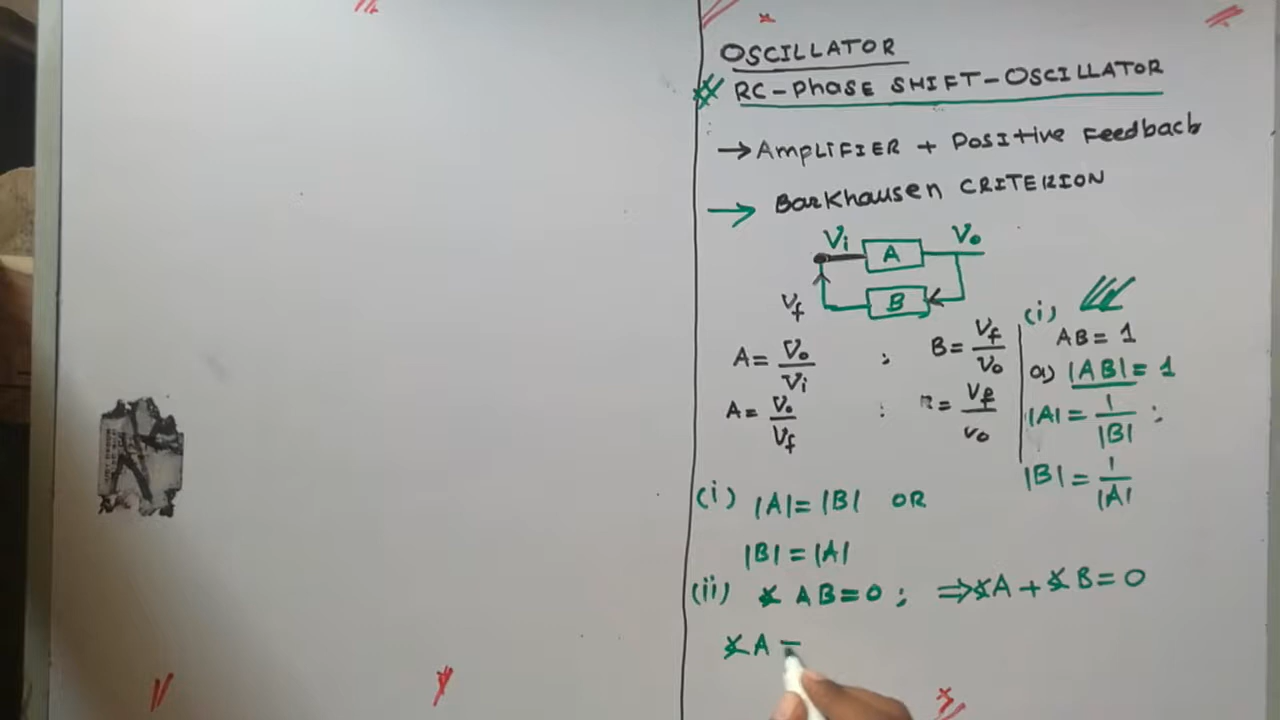 OSCILLATOR
RC-PhaSE SHIFT-OSCILLATOR
→ AmpLIFIER + PosItive Feedback
→ Barkhausen CRITERION
Vi A Vo
Vf B
A = Vo/Vi ; B = Vf/Vo
A = Vo/Vf : = Vf/Vo
(i)
AB = 1
a) |AB| = 1
|A| = 1/|B| ;
|B| = 1/|A|
(i) |A| = |B| OR
|B| = |A|
(ii) ∡ AB = 0 ; ⇒ ∡A + ∡B = 0
∡A =